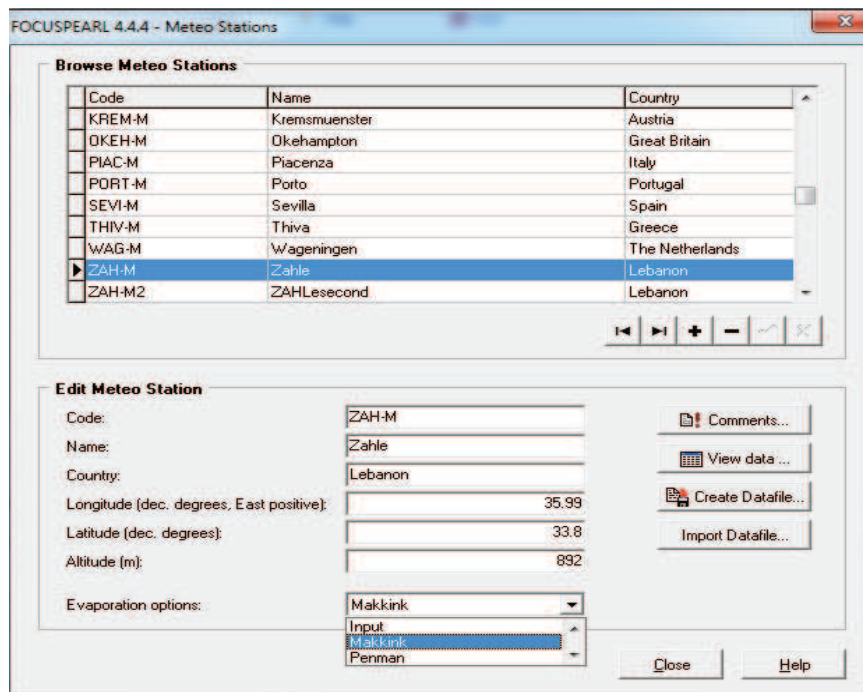 FOCUSPEARL 4.4.4 - Meteo Stations
Browse Meteo Stations
Code Name Country
KREM-M Kremsmuenster Austria
OKEH-M Okehampton Great Britain
PIAC-M Piacenza Italy
PORT-M Porto Portugal
SEVI-M Sevilla Spain
THIV-M Thiva Greece
WAG-M Wageningen The Netherlands
ZAH-M Zahle Lebanon
ZAH-M2 ZAHLesecond Lebanon
Edit Meteo Station
Code: ZAH-M Comments...
Name: Zahle View data ...
Country: Lebanon
Longitude (dec. degrees, East positive): 35.99 Create Datafile...
Latitude (dec. degrees): 33.8 Import Datafile...
Altitude (m): 892
Evaporation options: Makkink
Input
Makkink
Penman
Close Help